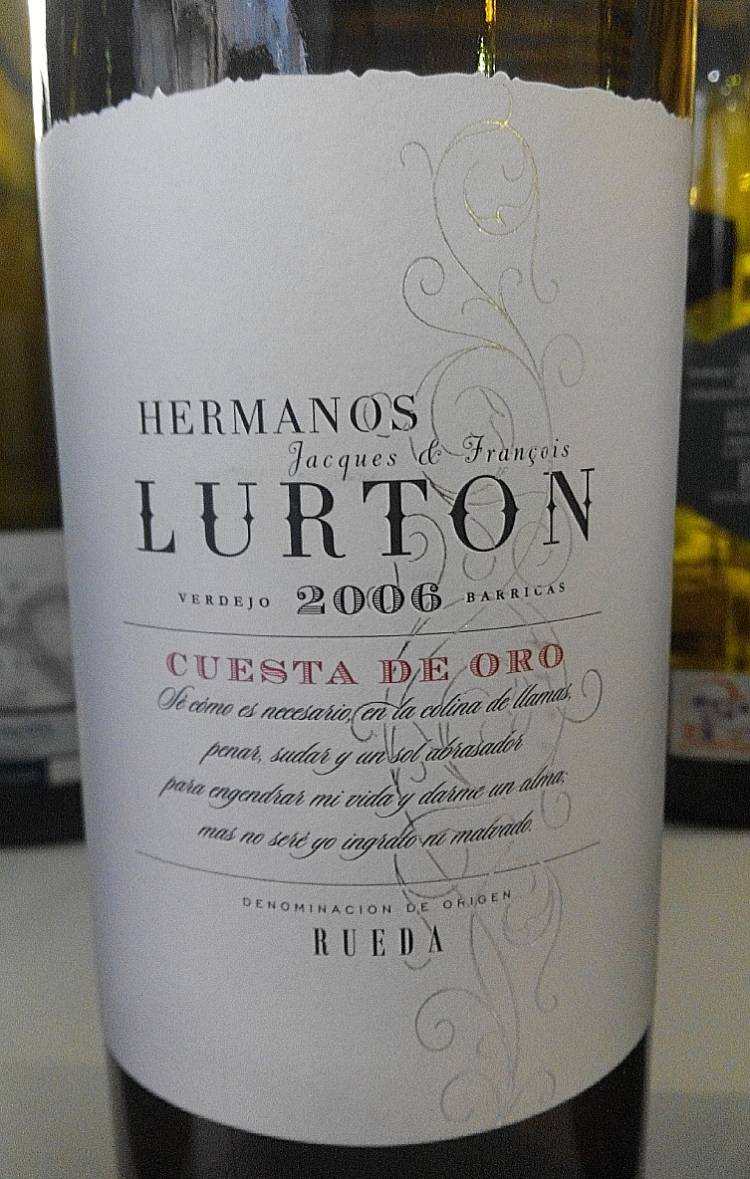 HERMANOS
Jacques & François
LURTON
VERDEJO 2006 BARRICAS
CUESTA DE ORO
Sé cómo es necesario, en la colina de llamas,
penar, sudar y un sol abrasador
para engendrar mi vida y darme un alma;
mas no seré yo ingrato ni malvado.
DENOMINACION DE ORIGEN
RUEDA